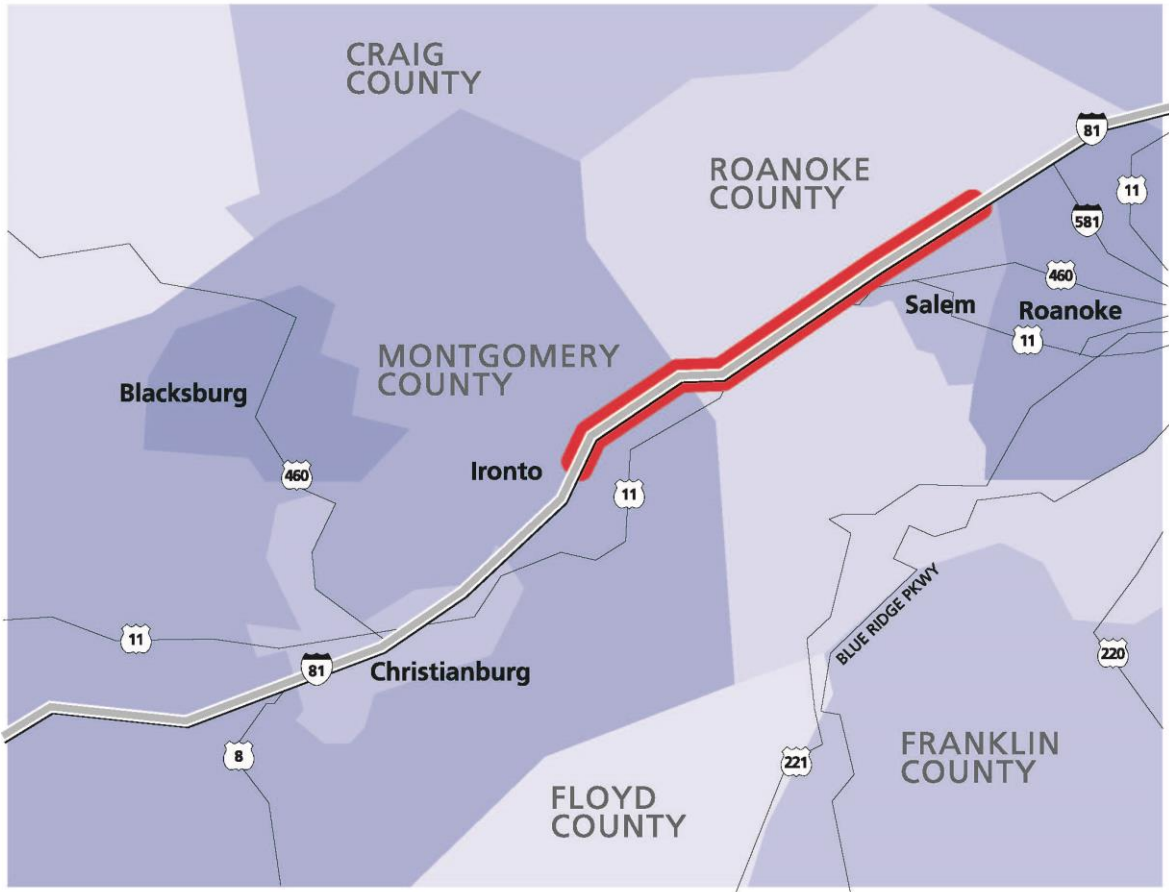 CRAIG
COUNTY
81
ROANOKE
COUNTY
11
581
460
Salem
Roanoke
11
MONTGOMERY
COUNTY
Blacksburg
Ironto
460
11
BLUE RIDGE PKWY
11
81
Christianburg
220
8
221
FRANKLIN
COUNTY
FLOYD
COUNTY